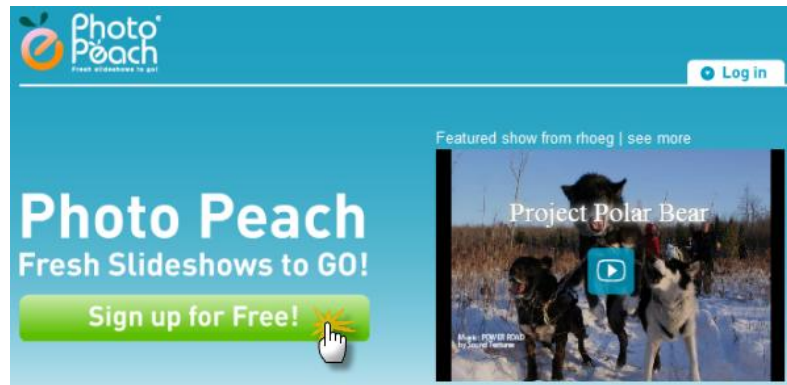 Photo
Peach
Fresh slideshows to go!
Log in
Featured show from rhoeg | see more
Photo Peach
Fresh Slideshows to GO!
Sign up for Free!
Project Polar Bear
Music: POWER ROAD
by Sound Textures